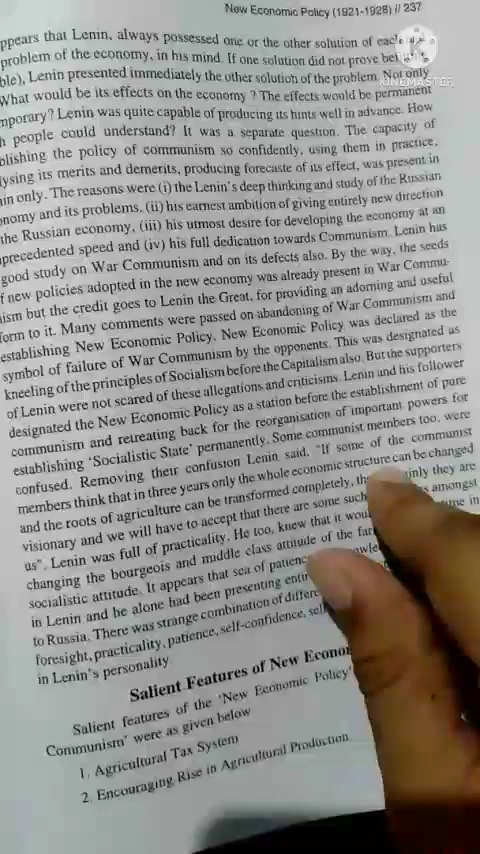 New Economic Policy (1921-1928) // 237
KINEMASTER
ppears that Lenin, always possessed one or the other solution of each
problem of the economy, in his mind. If one solution did not prove
ble), Lenin presented immediately the other solution of the problem. Not only
What would be its effects on the economy ? The effects would be permanent
mporary? Lenin was quite capable of producing its hints well in advance. How
h people could understand? It was a separate question. The capacity of
blishing the policy of communism so confidently, using them in practice,
lysing its merits and demerits, producing forecaste of its effect, was present in
in only. The reasons were (i) the Lenin's deep thinking and study of the Russian
onomy and its problems, (ii) his earnest ambition of giving entirely new direction
the Russian economy, (iii) his utmost desire for developing the economy at an
precedented speed and (iv) his full dedication towards Communism. Lenin has
good study on War Communism and on its defects also. By the way, the seeds
f new policies adopted in the new economy was already present in War Commu-
ism but the credit goes to Lenin the Great, for providing an adorning and useful
form to it. Many comments were passed on abandoning of War Communism and
establishing New Economic Policy. New Economic Policy was declared as the
symbol of failure of War Communism by the opponents. This was designated as
kneeling of the principles of Socialism before the Capitalism also. But the supporters
of Lenin were not scared of these allegations and criticisms. Lenin and his follower
designated the New Economic Policy as a station before the establishment of pure
communism and retreating back for the reorganisation of important powers for
establishing 'Socialistic State' permanently. Some communist members too, were
confused. Removing their confusion Lenin said, "If some of the communist
members think that in three years only the whole economic structure can be changed
and the roots of agriculture can be transformed completely, they are
visionary and we will have to accept that there are some such amongst
us". Lenin was full of practicality. He too, knew that it in
changing the bourgeois and middle class attitude of the
socialistic attitude. It appears that sea of
in Lenin and he alone had been presenting
to Russia. There was strange combination of
foresight, practicality, patience, self-confidence,
in Lenin's personality
Salient Features of New
Salient features of the 'New Economic Policy'
Communism' were as given below
1. Agricultural Tax System
2. Encouraging Rise in Agricultural Production